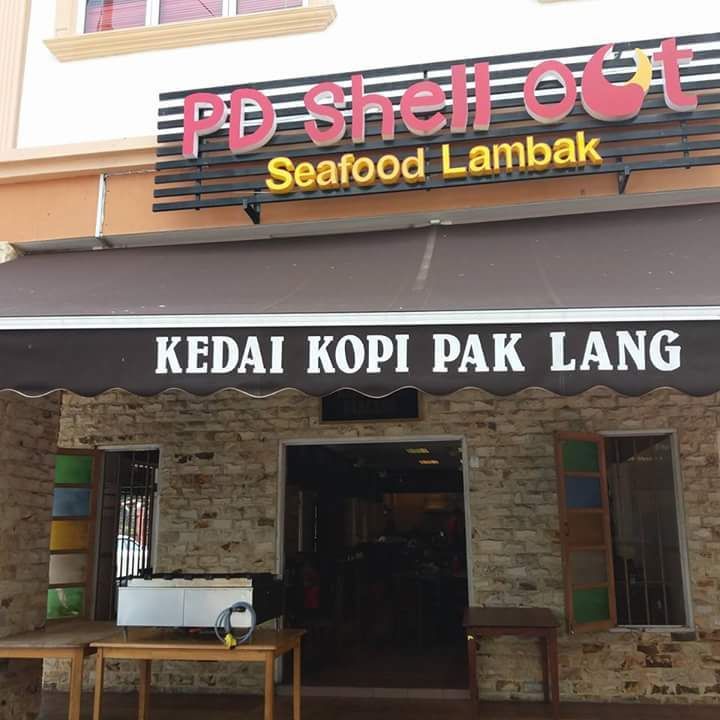 PD Shell out
Seafood Lambak
KEDAI KOPI PAK LANG